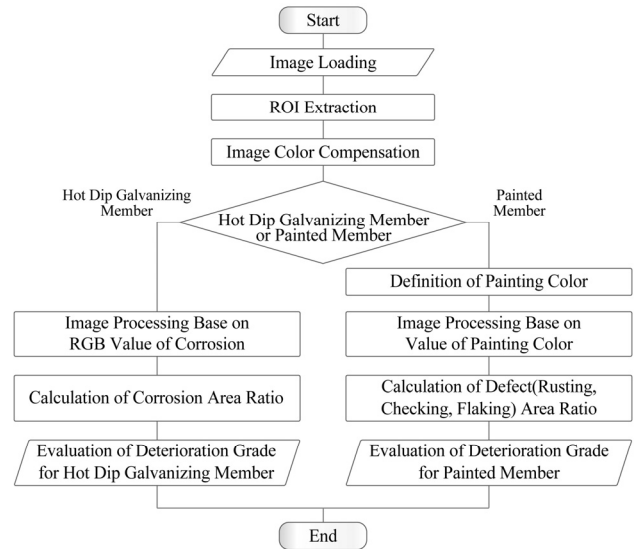 Start
Image Loading
ROI Extraction
Image Color Compensation
Hot Dip Galvanizing
Member
Painted
Member
Hot Dip Galvanizing Member
or Painted Member
Definition of Painting Color
Image Processing Base on
RGB Value of Corrosion
Image Processing Base on
Value of Painting Color
Calculation of Corrosion Area Ratio
Calculation of Defect(Rusting,
Checking, Flaking) Area Ratio
Evaluation of Deterioration Grade
for Hot Dip Galvanizing Member
Evaluation of Deterioration Grade
for Painted Member
End